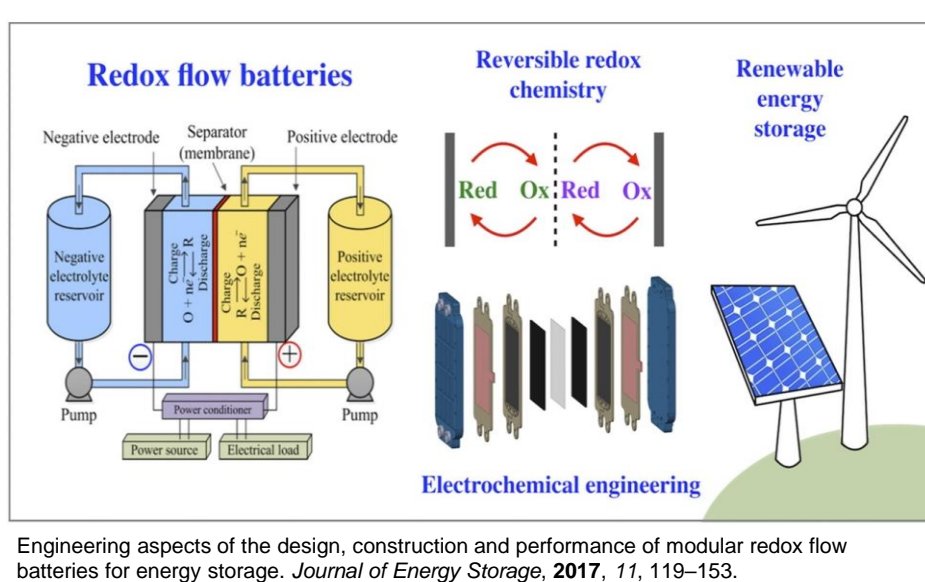 Redox flow batteries
Negative electrode
Separator
(membrane)
Positive electrode
Negative
electrolyte
reservoir
Charge
O + ne⁻ ⇄ R
Discharge
Charge
R ⇄ O + ne⁻
Discharge
Positive
electrolyte
reservoir
−
+
Pump
Pump
Power conditioner
Power source
Electrical load
Reversible redox
chemistry
Red Ox Red Ox
Electrochemical engineering
Renewable
energy
storage
Engineering aspects of the design, construction and performance of modular redox flow
batteries for energy storage. Journal of Energy Storage, 2017, 11, 119–153.